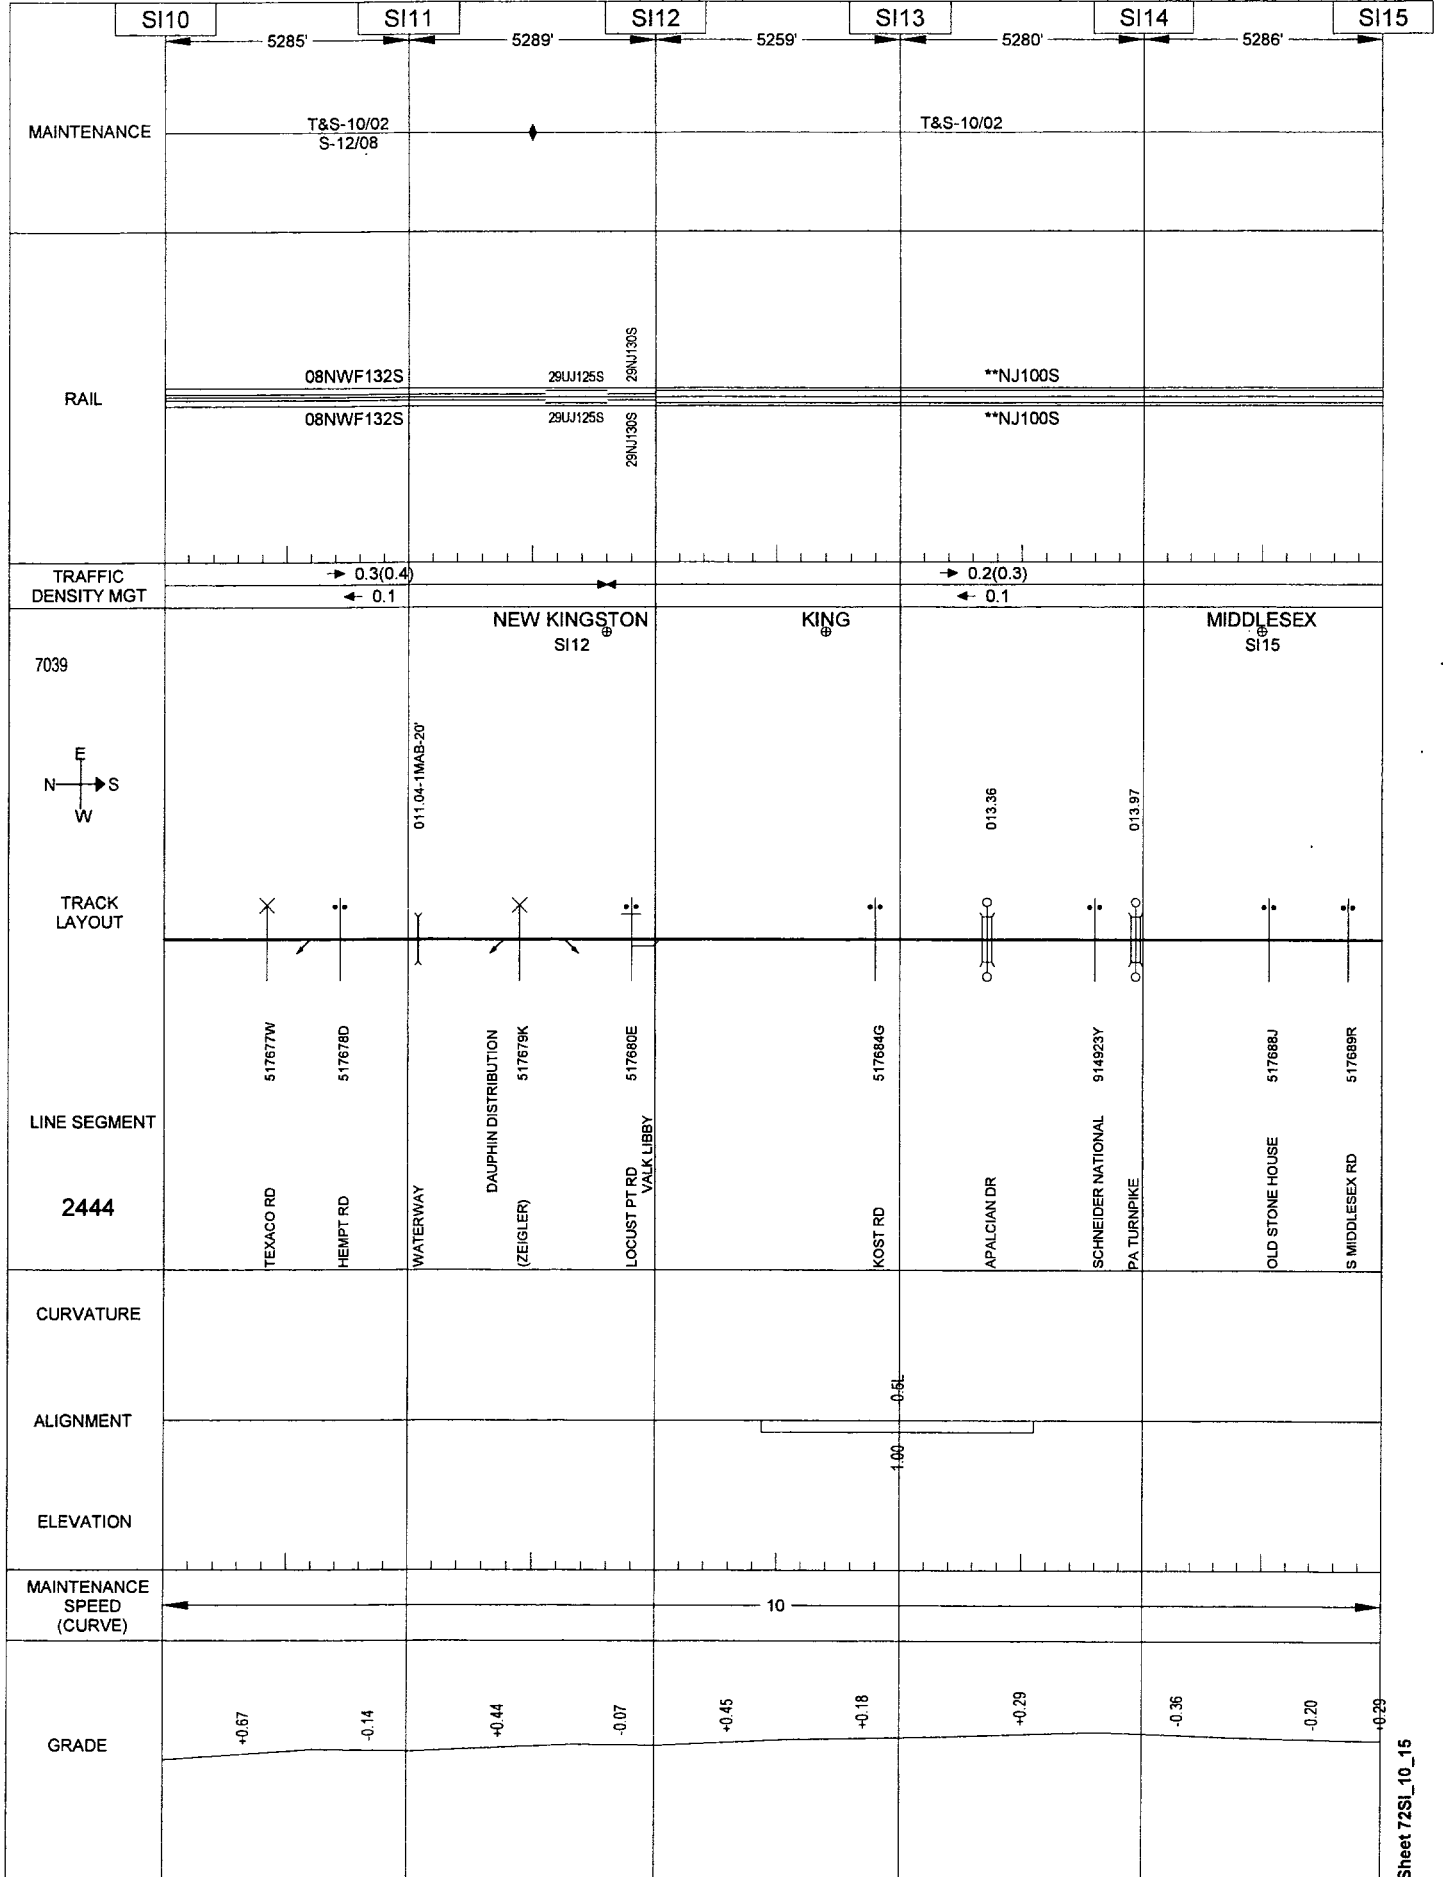 SI10 SI11 SI12 SI13 SI14 SI15
5285' 5289' 5259' 5280' 5286'
MAINTENANCE
T&S-10/02
S-12/08
T&S-10/02
RAIL
08NWF132S 29UJ125S 29NJ130S **NJ100S
08NWF132S 29UJ125S 29NJ130S **NJ100S
TRAFFIC
DENSITY MGT
0.3(0.4) 0.2(0.3)
0.1 0.1
NEW KINGSTON KING MIDDLESEX
SI12 SI15
7039
E
N S
W
011.04-1MAB-20'
013.36
013.97
TRACK
LAYOUT
517677W
517678D
DAUPHIN DISTRIBUTION
517679K
517680E
517684G
914923Y
517688J
517689R
LINE SEGMENT
2444
TEXACO RD
HEMPT RD
WATERWAY
(ZEIGLER)
LOCUST PT RD
VALK LIBBY
KOST RD
APALCIAN DR
SCHNEIDER NATIONAL
PA TURNPIKE
OLD STONE HOUSE
S MIDDLESEX RD
CURVATURE
0.5L
ALIGNMENT
1.00
ELEVATION
MAINTENANCE
SPEED
(CURVE)
10
GRADE
+0.67
-0.14
+0.44
-0.07
+0.45
+0.18
+0.29
-0.36
-0.20
+0.29
Sheet 72SI_10_15